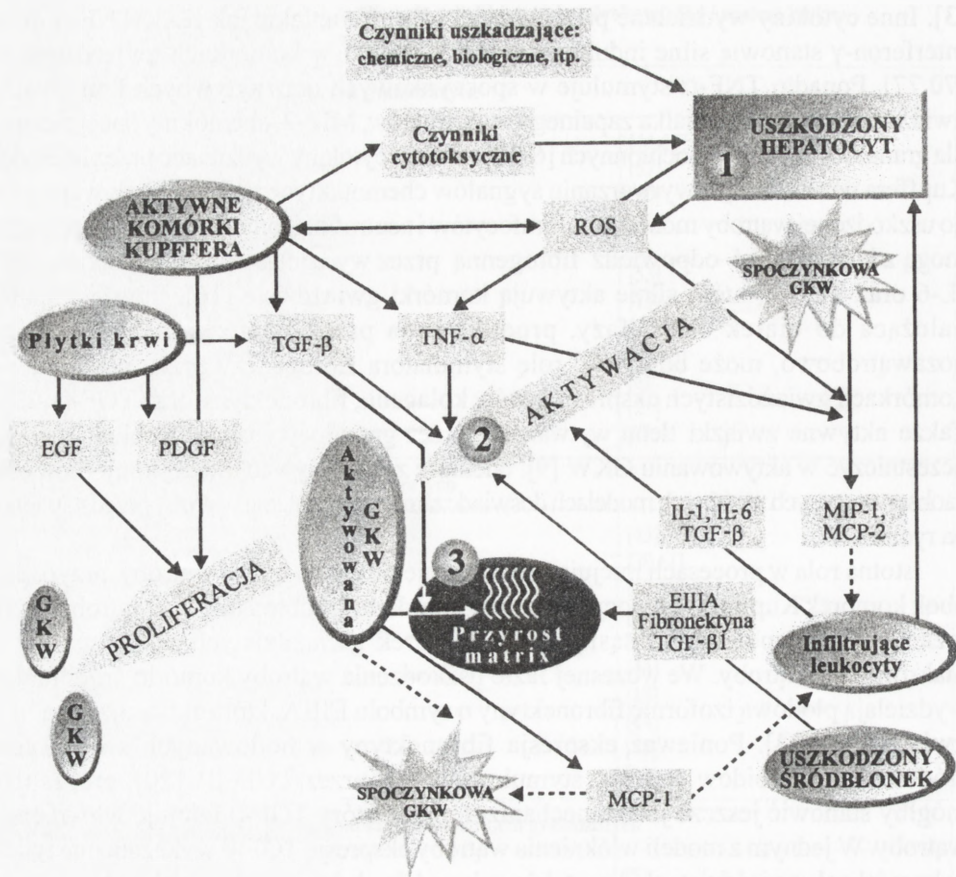 Czynniki uszkadzające:
chemiczne, biologiczne, itp.
Czynniki
cytotoksyczne
USZKODZONY
HEPATOCYT
1
AKTYWNE
KOMÓRKI
KUPFFERA
ROS
SPOCZYNKOWA
GKW
Płytki krwi
TGF-β
TNF-α
AKTYWACJA
2
EGF
PDGF
Aktywowana
GKW
IL-1, IL-6
TGF-β
MIP-1,
MCP-2
3
Przyrost
matrix
PROLIFERACJA
GKW
GKW
EIIIA
Fibronektyna
TGF-β1
Infiltrujące
leukocyty
SPOCZYNKOWA
GKW
MCP-1
USZKODZONY
ŚRÓDBŁONEK